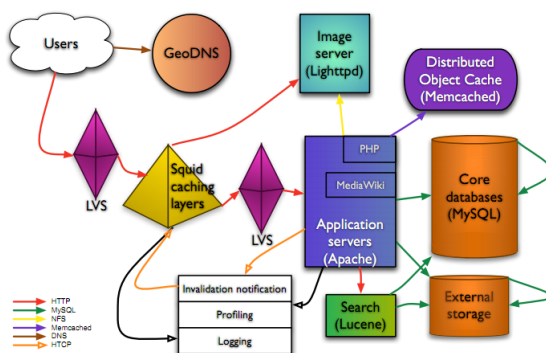 Users
GeoDNS
Image
server
(Lighttpd)
Distributed
Object Cache
(Memcached)
LVS
Squid
caching
layers
LVS
PHP
MediaWiki
Application
servers
(Apache)
Core
databases
(MySQL)
Invalidation notification
Profiling
Logging
Search
(Lucene)
External
storage
HTTP
MySQL
NFS
Memcached
DNS
HTCP